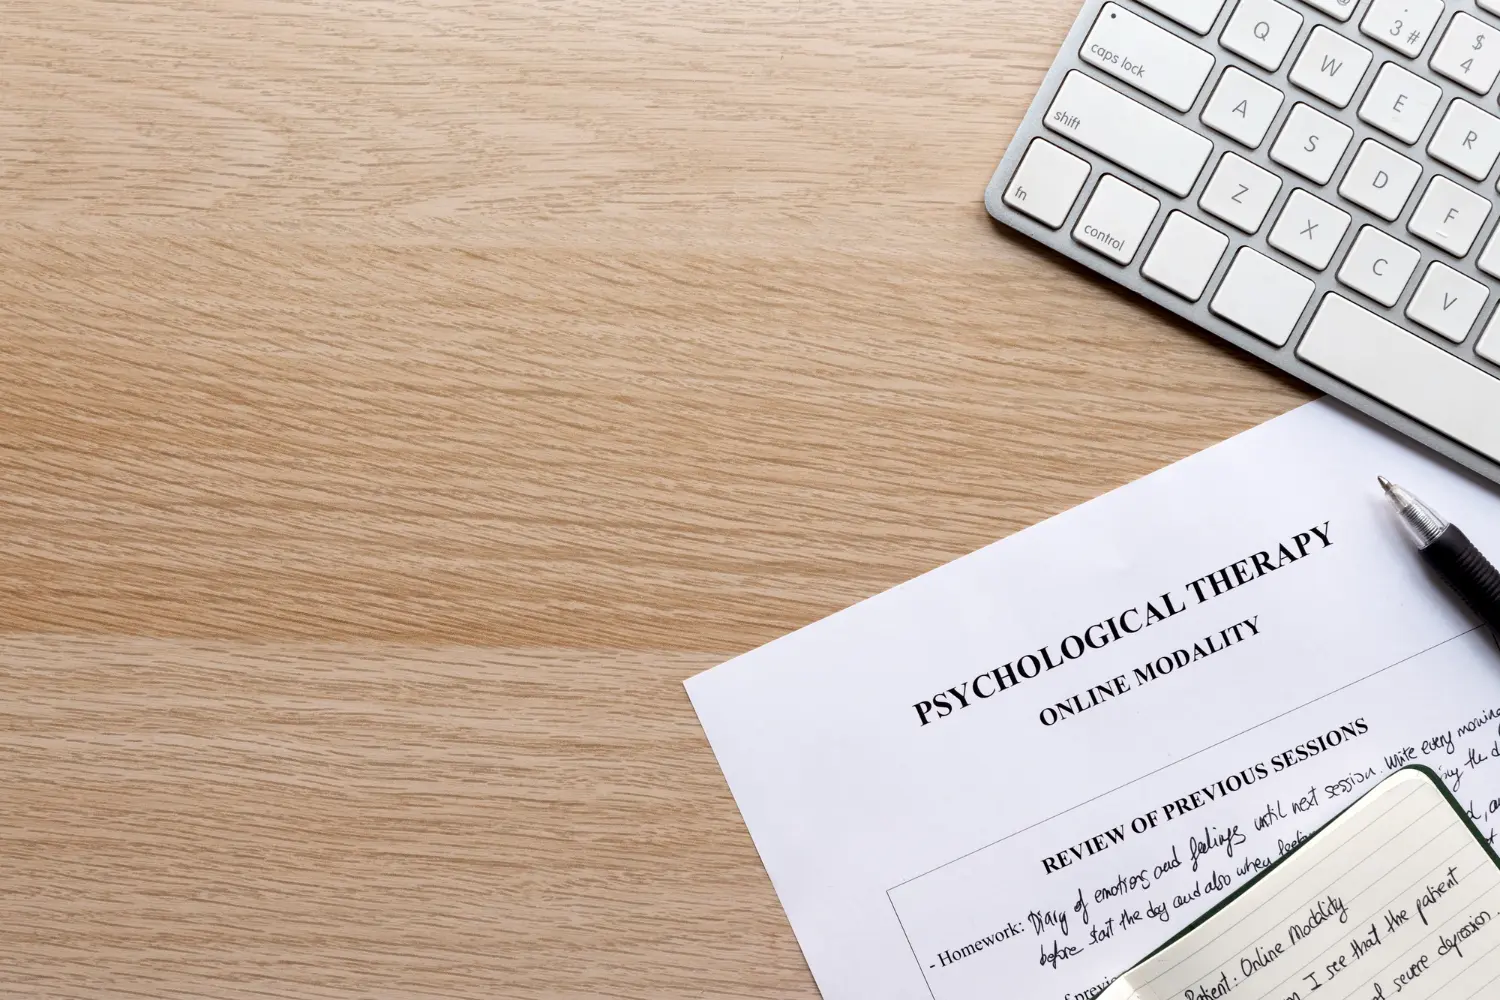 Q
3 #
$
4
caps lock
W
E
R
A
S
D
F
shift
Z
X
C
V
fn
control
PSYCHOLOGICAL THERAPY
ONLINE MODALITY
REVIEW OF PREVIOUS SESSIONS
- Homework: Diary of emotions and feelings until next session. Write every morning
before start the day and also when
the d
Patient. Online Modality
I see that the patient
of severe depression